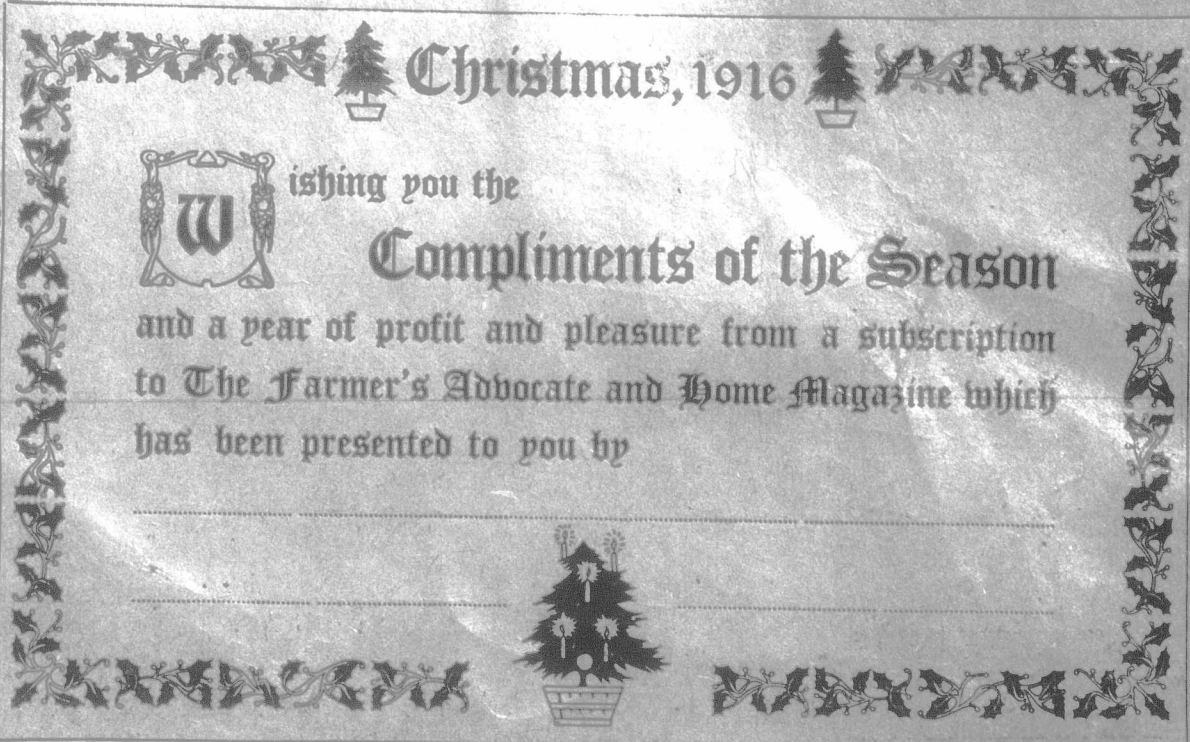 Christmas, 1916
Wishing you the
Compliments of the Season
and a year of profit and pleasure from a subscription
to The Farmer's Advocate and Home Magazine which
has been presented to you by